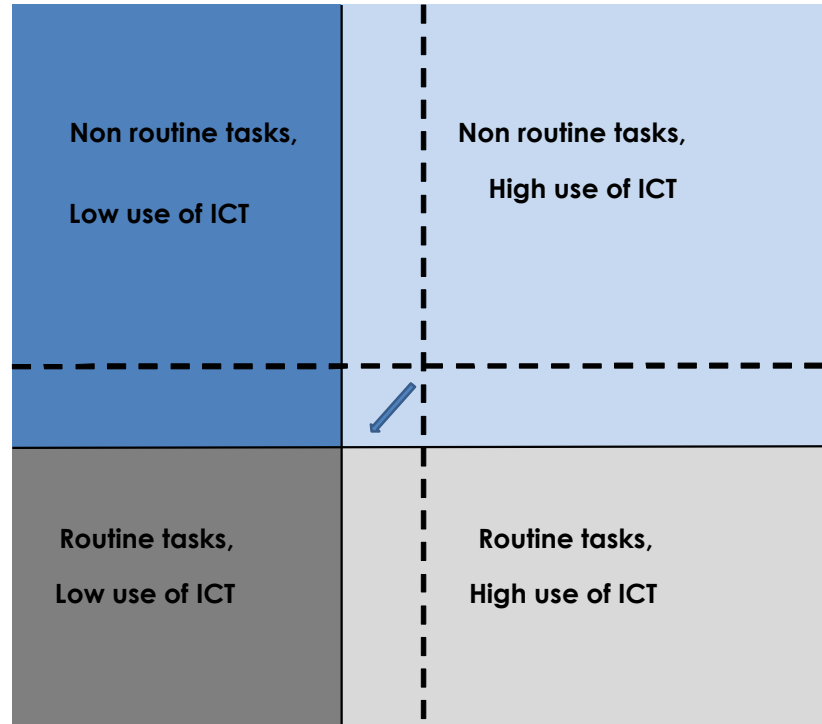 Non routine tasks,
Low use of ICT
Non routine tasks,
High use of ICT
Routine tasks,
Low use of ICT
Routine tasks,
High use of ICT